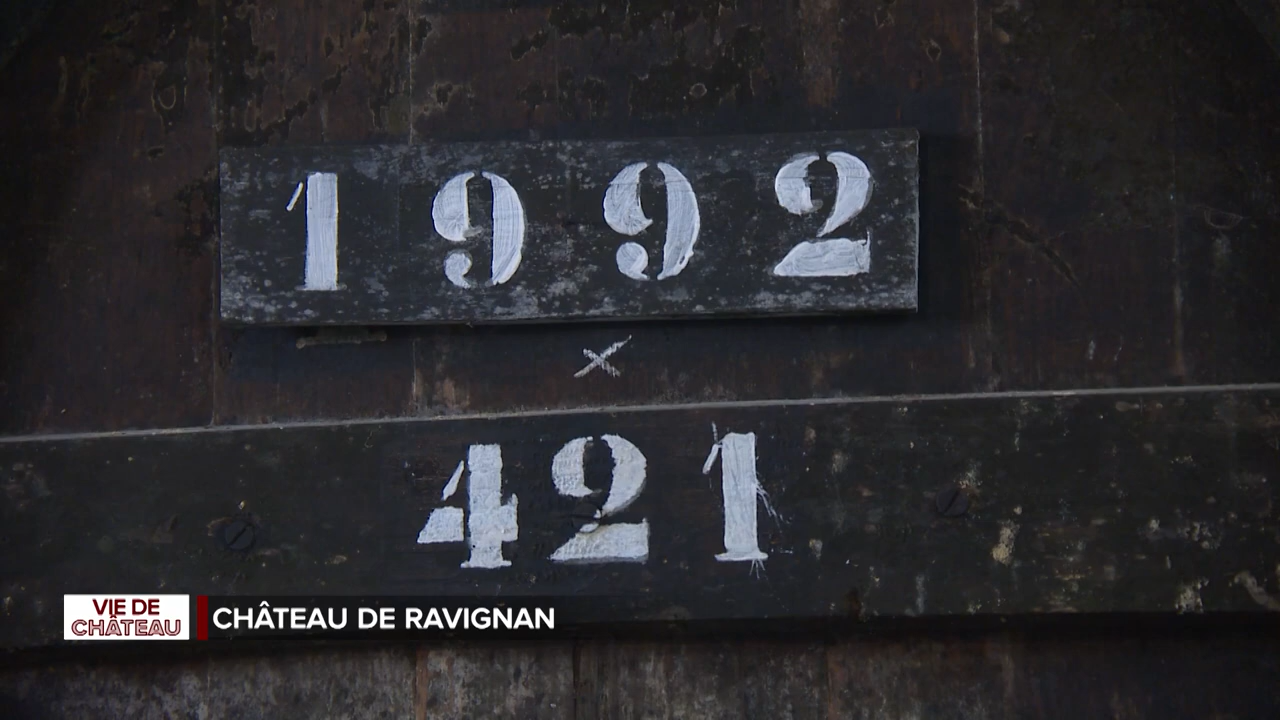 1992
×
421
VIE DE
CHÂTEAU
CHÂTEAU DE RAVIGNAN